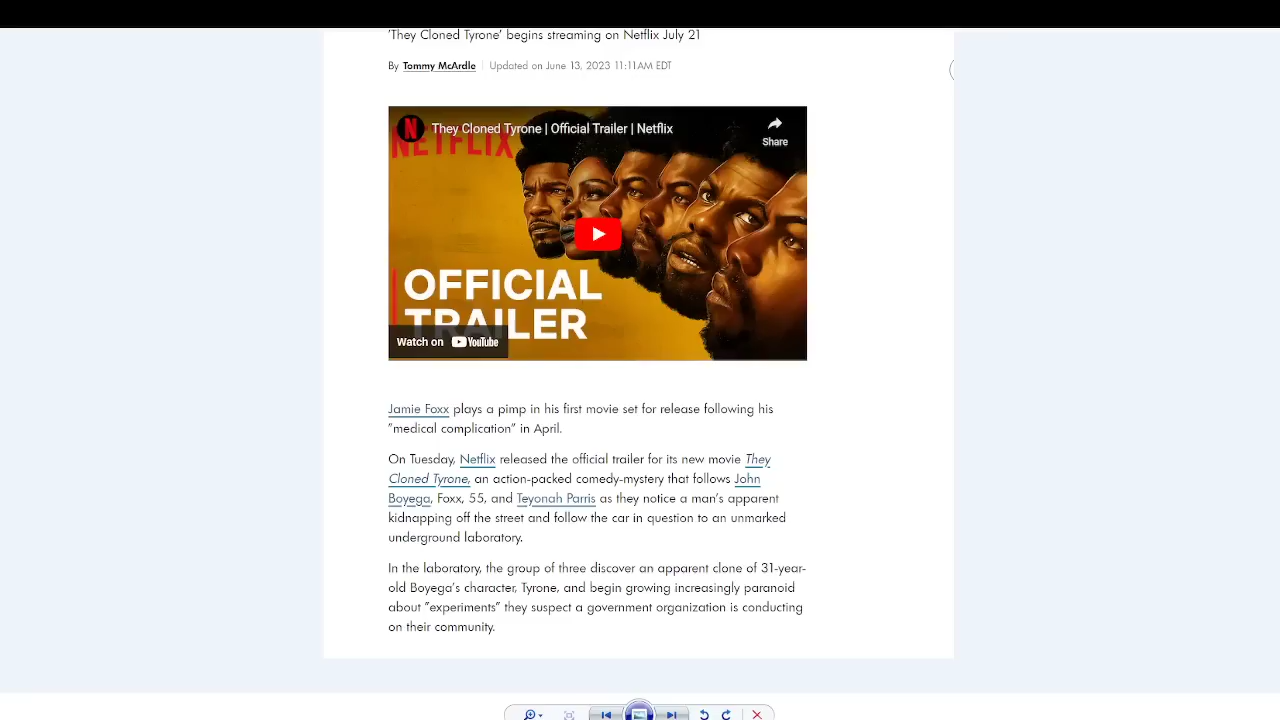 'They Cloned Tyrone' begins streaming on Netflix July 21
By Tommy McArdle | Updated on June 13, 2023 11:11AM EDT
They Cloned Tyrone | Official Trailer | Netflix
Share
NETFLIX
OFFICIAL
TRAILER
Watch on YouTube
Jamie Foxx plays a pimp in his first movie set for release following his
"medical complication" in April.
On Tuesday, Netflix released the official trailer for its new movie They
Cloned Tyrone, an action-packed comedy-mystery that follows John
Boyega, Foxx, 55, and Teyonah Parris as they notice a man's apparent
kidnapping off the street and follow the car in question to an unmarked
underground laboratory.
In the laboratory, the group of three discover an apparent clone of 31-year-
old Boyega's character, Tyrone, and begin growing increasingly paranoid
about "experiments" they suspect a government organization is conducting
on their community.